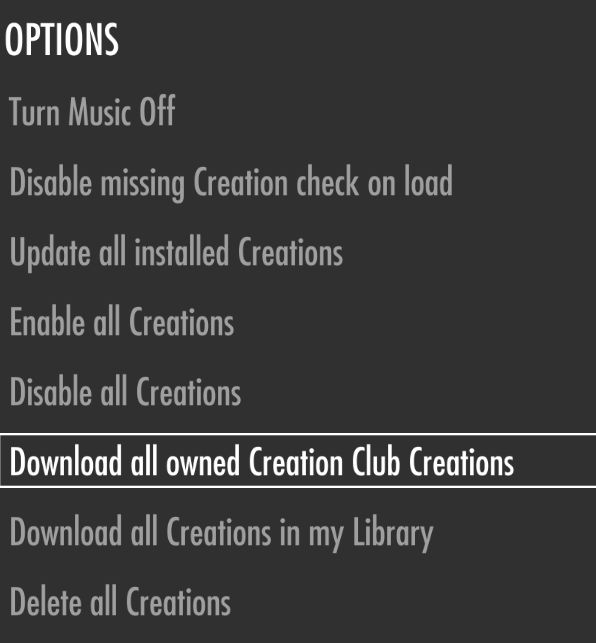 OPTIONS
Turn Music Off
Disable missing Creation check on load
Update all installed Creations
Enable all Creations
Disable all Creations
Download all owned Creation Club Creations
Download all Creations in my Library
Delete all Creations